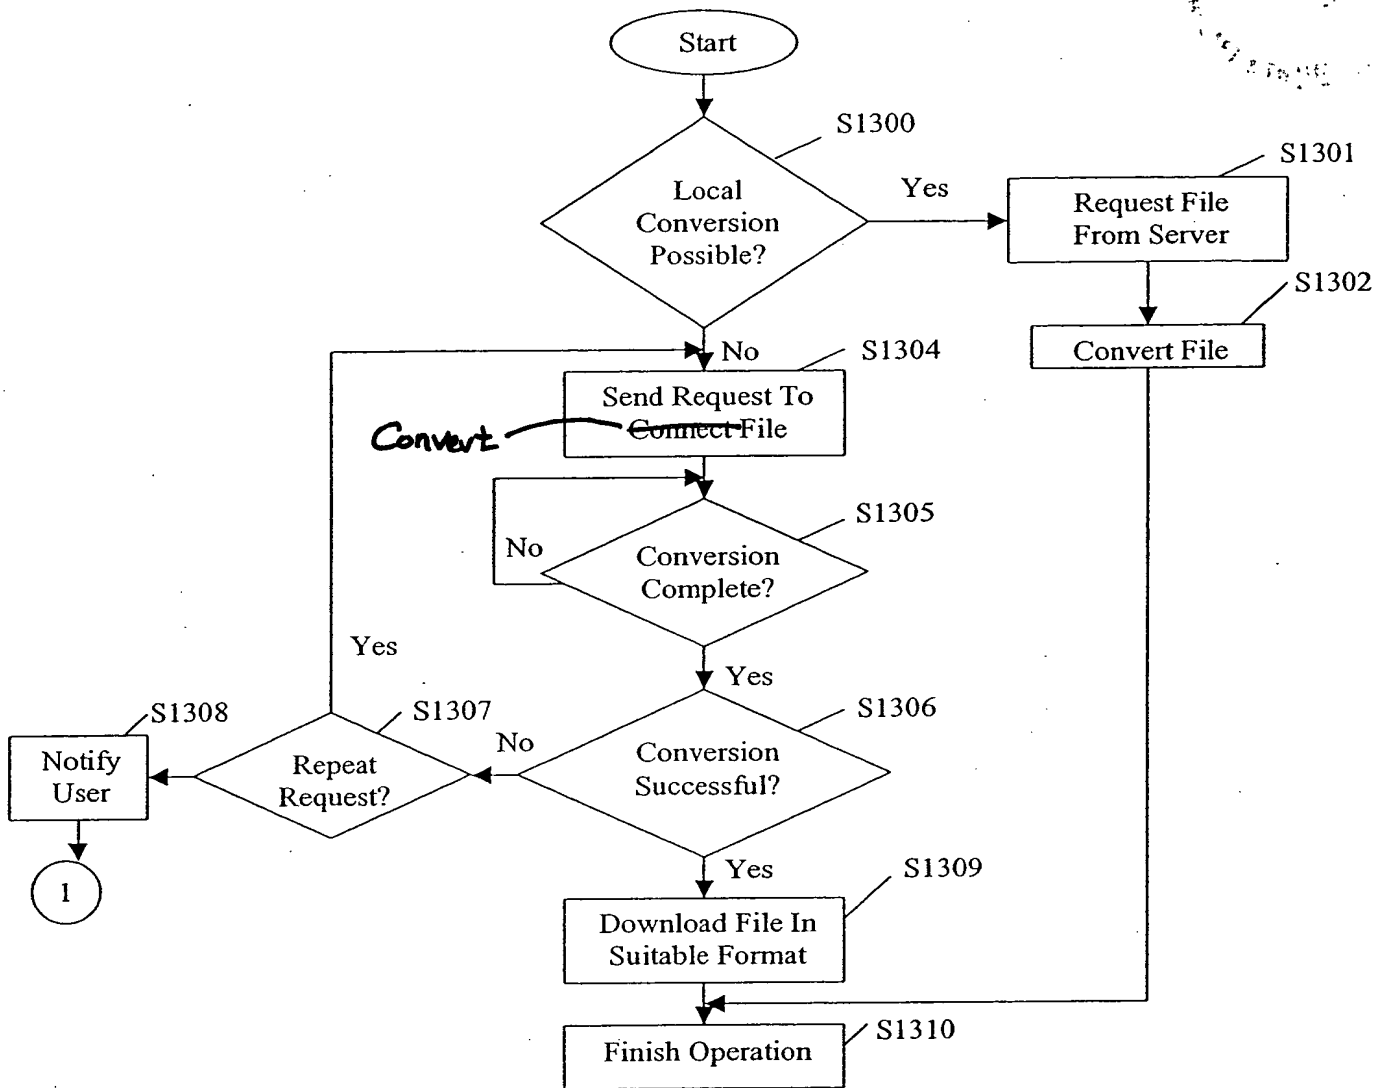 Start
S1300
Local
Conversion
Possible?
Yes
S1301
Request File
From Server
S1302
Convert File
No
S1304
Send Request To
Connect File
Convert
S1305
No
Conversion
Complete?
Yes
Yes
S1306
Conversion
Successful?
No
S1307
Repeat
Request?
S1308
Notify
User
1
Yes
S1309
Download File In
Suitable Format
S1310
Finish Operation